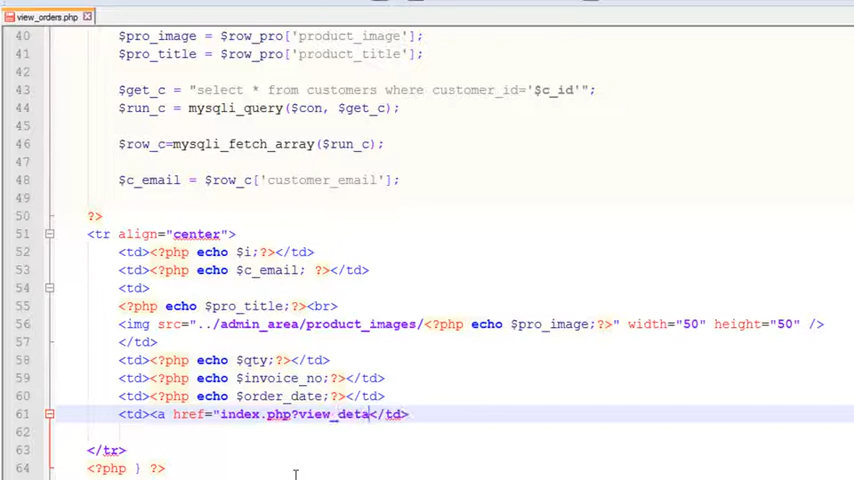 view_orders.php
40 $pro_image = $row_pro['product_image'];
41 $pro_title = $row_pro['product_title'];
42
43 $get_c = "select * from customers where customer_id='$c_id'";
44 $run_c = mysqli_query($con, $get_c);
45
46 $row_c=mysqli_fetch_array($run_c);
47
48 $c_email = $row_c['customer_email'];
49
50 ?>
51 <tr align="center">
52 <td><?php echo $i;?></td>
53 <td><?php echo $c_email; ?></td>
54 <td>
55 <?php echo $pro_title;?><br>
56 <img src="../admin_area/product_images/<?php echo $pro_image;?>" width="50" height="50" />
57 </td>
58 <td><?php echo $qty;?></td>
59 <td><?php echo $invoice_no;?></td>
60 <td><?php echo $order_date;?></td>
61 <td><a href="index.php?view_deta</td>
62
63 </tr>
64 <?php } ?>